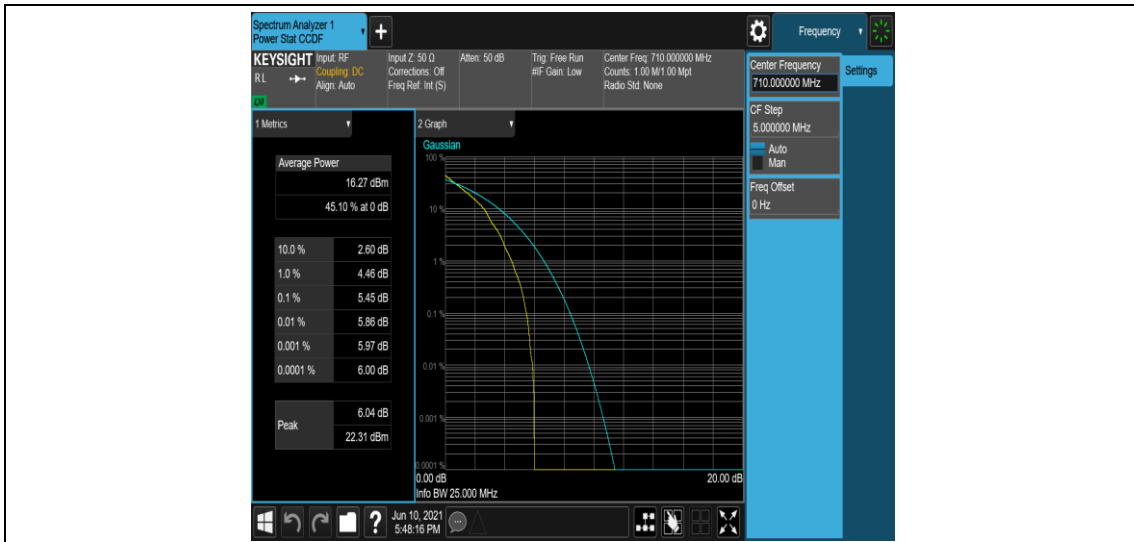 Spectrum Analyzer 1
Power Stat CCDF
Frequency
KEYSIGHT
RL
LXI
Input: RF
Coupling: DC
Align: Auto
Input Z: 50 Ω
Corrections: Off
Freq Ref: Int (S)
Atten: 50 dB
Trig: Free Run
#IF Gain: Low
Center Freq: 710.000000 MHz
Counts: 1.00 M/1.00 Mpt
Radio Std: None
Center Frequency
710.000000 MHz
Settings
CF Step
5.000000 MHz
Auto
Man
Freq Offset
0 Hz
1 Metrics
Average Power
16.27 dBm
45.10 % at 0 dB
10.0 % 2.60 dB
1.0 % 4.46 dB
0.1 % 5.45 dB
0.01 % 5.86 dB
0.001 % 5.97 dB
0.0001 % 6.00 dB
Peak
6.04 dB
22.31 dBm
2 Graph
Gaussian
100 %
10 %
1 %
0.1 %
0.01 %
0.001 %
0.0001 %
0.00 dB 20.00 dB
Info BW 25.000 MHz
?
Jun 10, 2021
5:48:16 PM